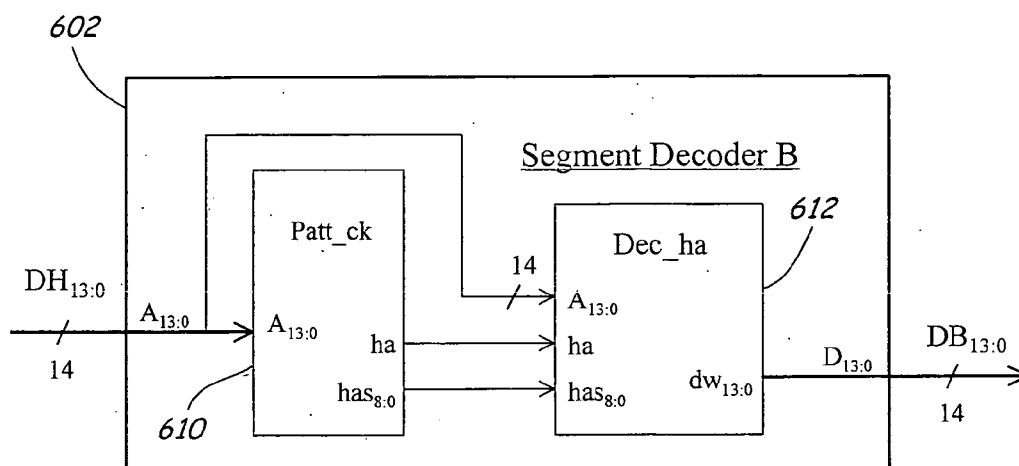 602
Segment Decoder B
612
Patt_ck
Dec_ha
14
DH13:0
A13:0
A13:0
A13:0
14
ha
ha
has8:0
has8:0
dw13:0
D13:0
DB13:0
14
610